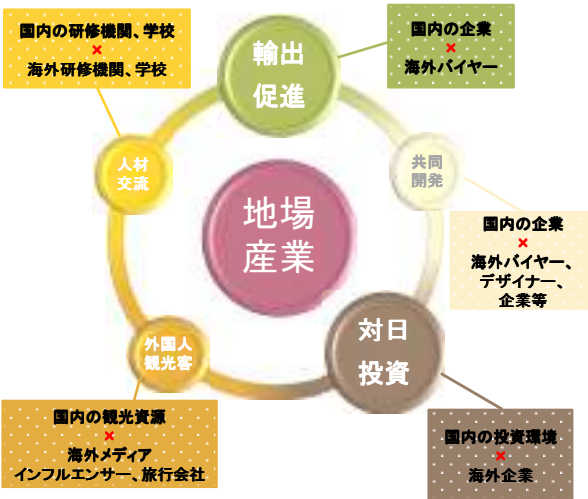 国内の研修機関、学校
×
海外研修機関、学校
輸出
促進
国内の企業
×
海外バイヤー
人材
交流
共同
開発
地場
産業
国内の企業
×
海外バイヤー、
デザイナー、
企業等
外国人
観光客
対日
投資
国内の観光資源
×
海外メディア
インフルエンサー、旅行会社
国内の投資環境
×
海外企業